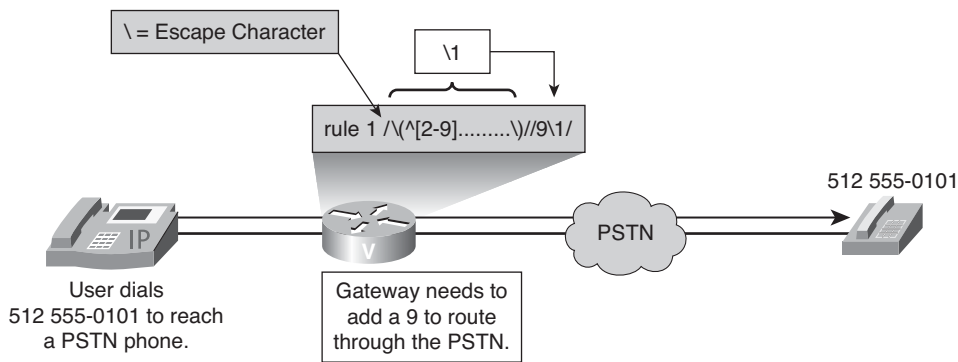 \ = Escape Character
\1
rule 1 /\(^[2-9].........\)//9\1/
512 555-0101
IP
V
PSTN
User dials
512 555-0101 to reach
a PSTN phone.
Gateway needs to
add a 9 to route
through the PSTN.